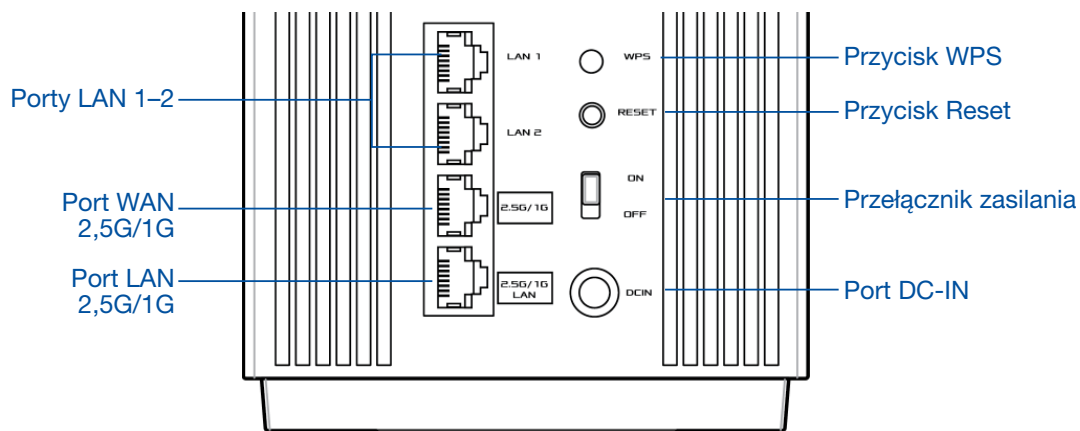 Porty LAN 1–2
Port WAN
2,5G/1G
Port LAN
2,5G/1G
LAN 1
LAN 2
2.5G/1G
2.5G/1G
LAN
WPS
RESET
ON
OFF
DCIN
Przycisk WPS
Przycisk Reset
Przełącznik zasilania
Port DC-IN